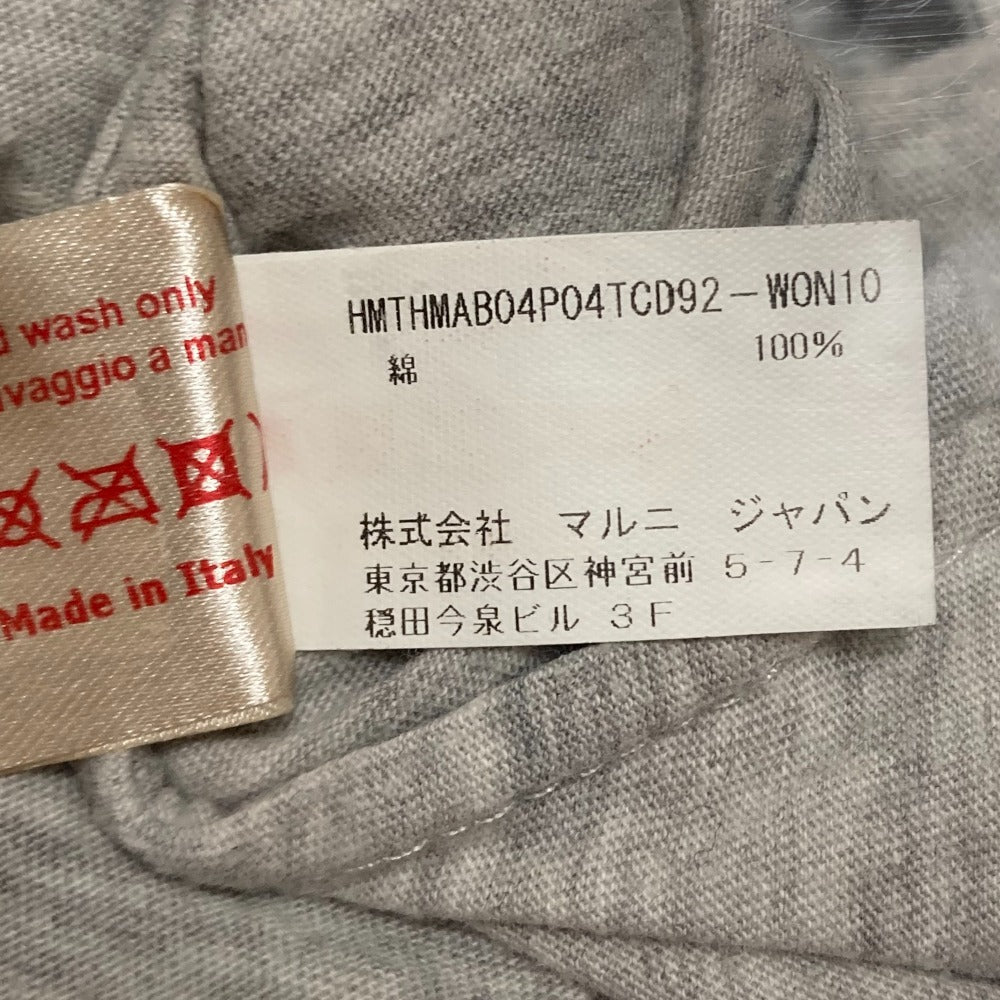 wash only
Made in Italy
HMTHMAB04P04TCD92-WON10
綿 100%
株式会社 マルニ ジャパン
東京都渋谷区神宮前 5-7-4
穏田今泉ビル 3F